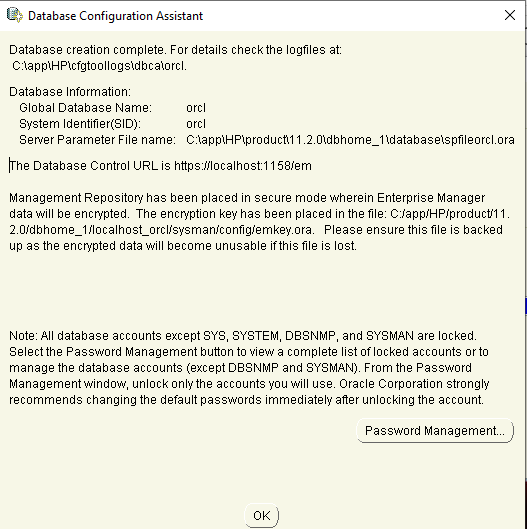 Database Configuration Assistant
Database creation complete. For details check the logfiles at:
C:\app\HP\cfgtoollogs\dbca\orcl.
Database Information:
Global Database Name: orcl
System Identifier(SID): orcl
Server Parameter File name: C:\app\HP\product\11.2.0\dbhome_1\database\spfileorcl.ora
The Database Control URL is https://localhost:1158/em
Management Repository has been placed in secure mode wherein Enterprise Manager
data will be encrypted. The encryption key has been placed in the file: C:/app/HP/product/11.
2.0/dbhome_1/localhost_orcl/sysman/config/emkey.ora. Please ensure this file is backed
up as the encrypted data will become unusable if this file is lost.
Note: All database accounts except SYS, SYSTEM, DBSNMP, and SYSMAN are locked.
Select the Password Management button to view a complete list of locked accounts or to
manage the database accounts (except DBSNMP and SYSMAN). From the Password
Management window, unlock only the accounts you will use. Oracle Corporation strongly
recommends changing the default passwords immediately after unlocking the account.
Password Management...
OK